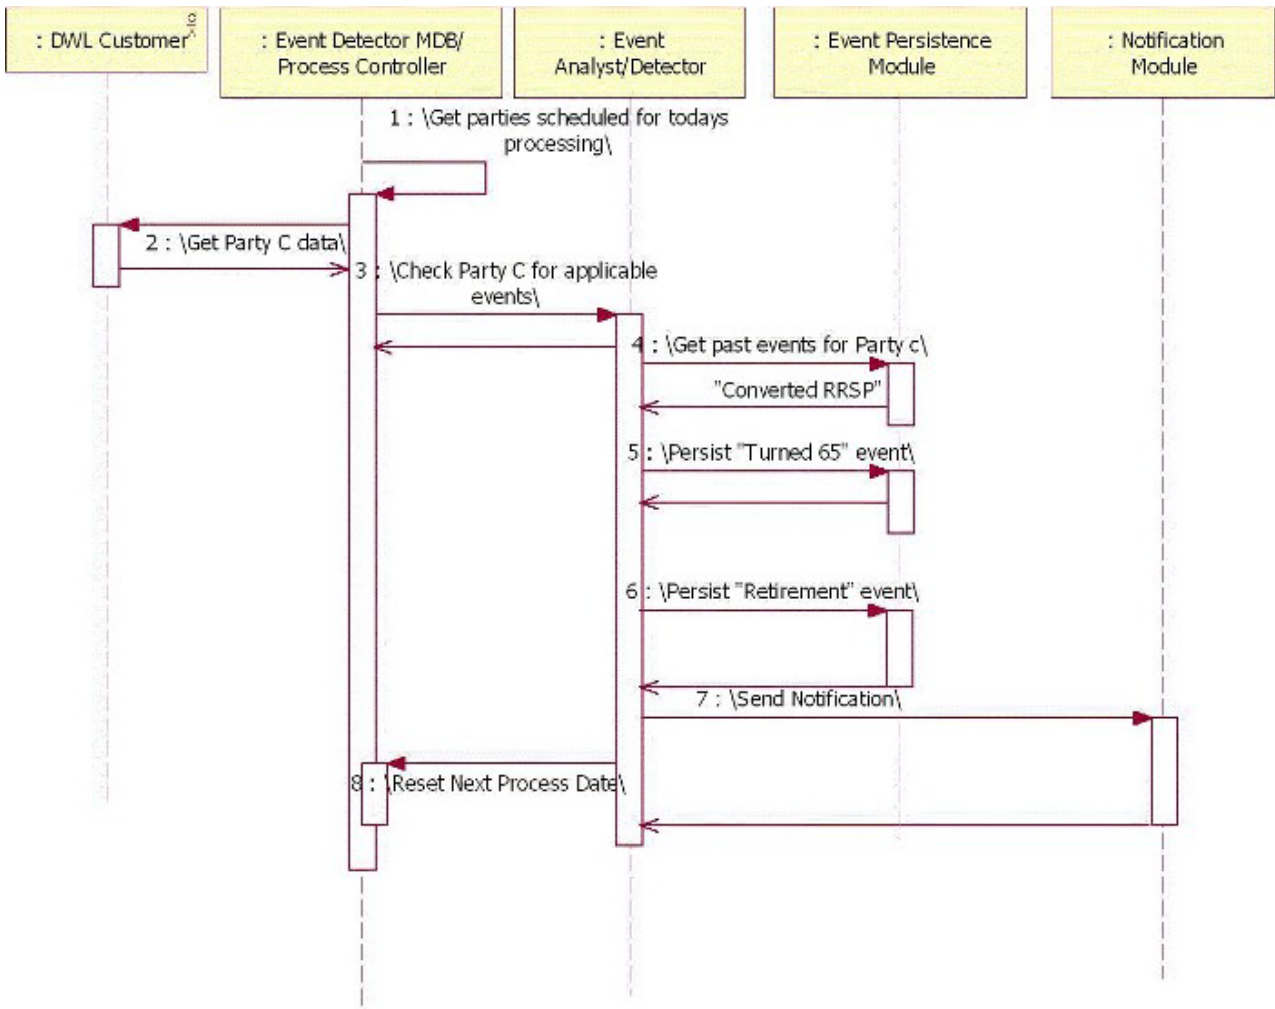 : DWL Customer
: Event Detector MDB/
Process Controller
: Event
Analyst/Detector
: Event Persistence
Module
: Notification
Module
1 : \Get parties scheduled for todays
processing\
2 : \Get Party C data\
3 : \Check Party C for applicable
events\
4 : \Get past events for Party c\
"Converted RRSP"
5 : \Persist "Turned 65" event\
6 : \Persist "Retirement" event\
7 : \Send Notification\
8 : \Reset Next Process Date\